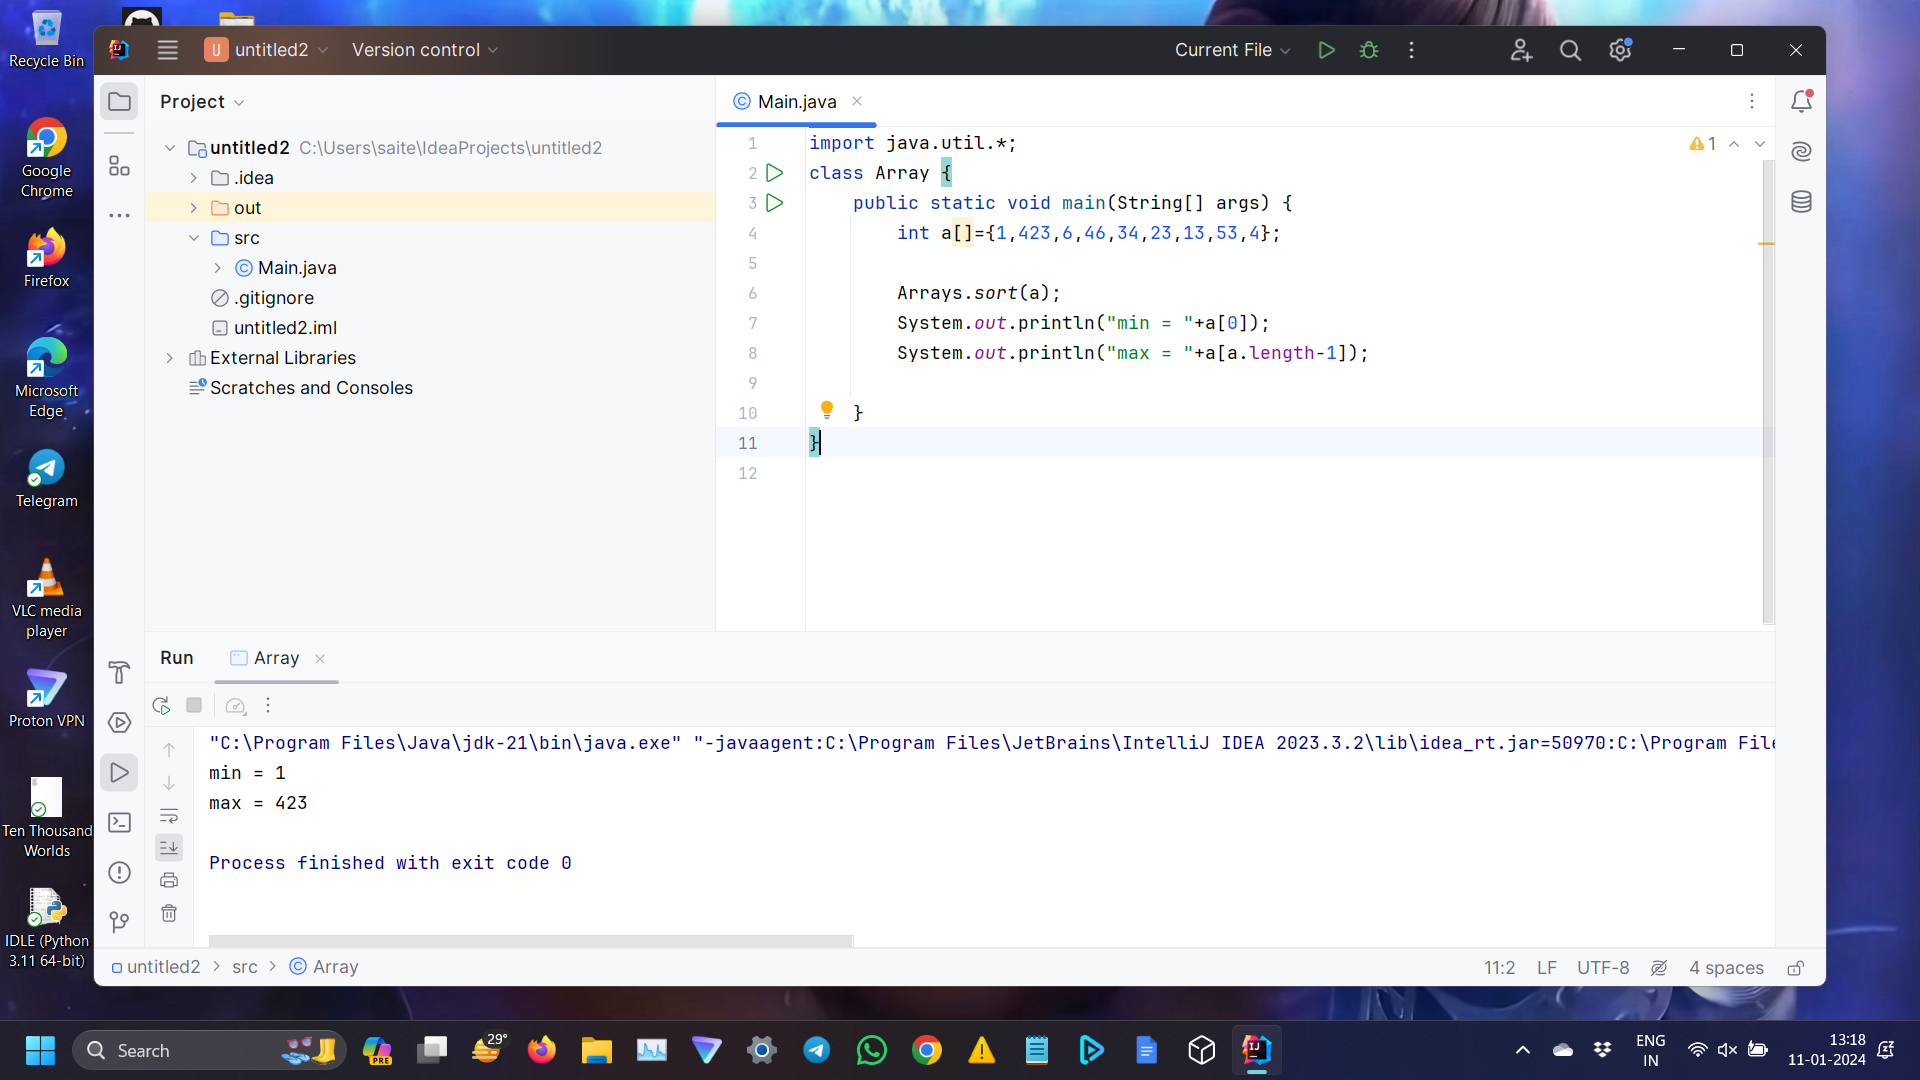 Recycle Bin
Google
Chrome
Firefox
Microsoft
Edge
Telegram
VLC media
player
Proton VPN
Ten Thousand
Worlds
IDLE (Python
3.11 64-bit)
U untitled2
Version control
Current File
Project
untitled2 C:\Users\saite\IdeaProjects\untitled2
.idea
out
src
Main.java
.gitignore
untitled2.iml
External Libraries
Scratches and Consoles
Main.java
1
1 import java.util.*;
2 class Array {
3 public static void main(String[] args) {
4 int a[]={1,423,6,46,34,23,13,53,4};
5
6 Arrays.sort(a);
7 System.out.println("min = "+a[0]);
8 System.out.println("max = "+a[a.length-1]);
9
10 }
11 }
12
Run Array
"C:\Program Files\Java\jdk-21\bin\java.exe" "-javaagent:C:\Program Files\JetBrains\IntelliJ IDEA 2023.3.2\lib\idea_rt.jar=50970:C:\Program File
min = 1
max = 423
Process finished with exit code 0
untitled2 > src > Array
11:2 LF UTF-8 4 spaces
Search
PRE
29°
ENG
IN
13:18
11-01-2024